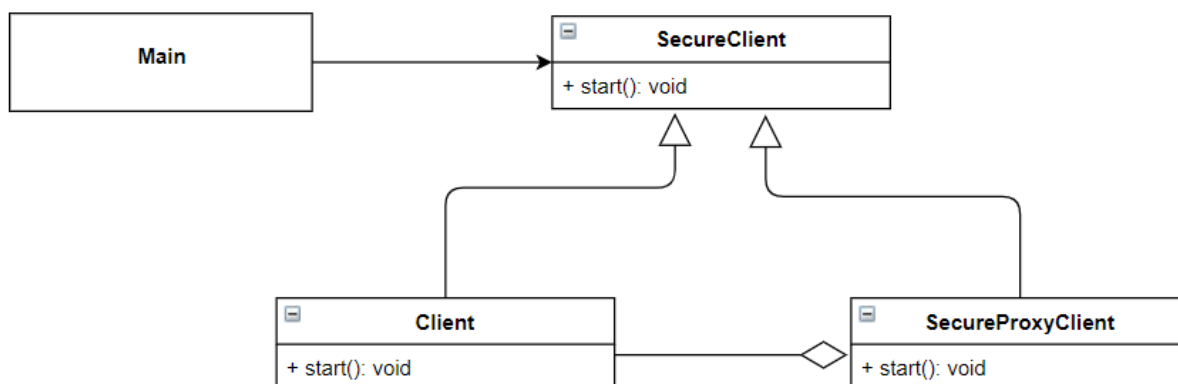 Main
SecureClient
+ start(): void
Client
+ start(): void
SecureProxyClient
+ start(): void